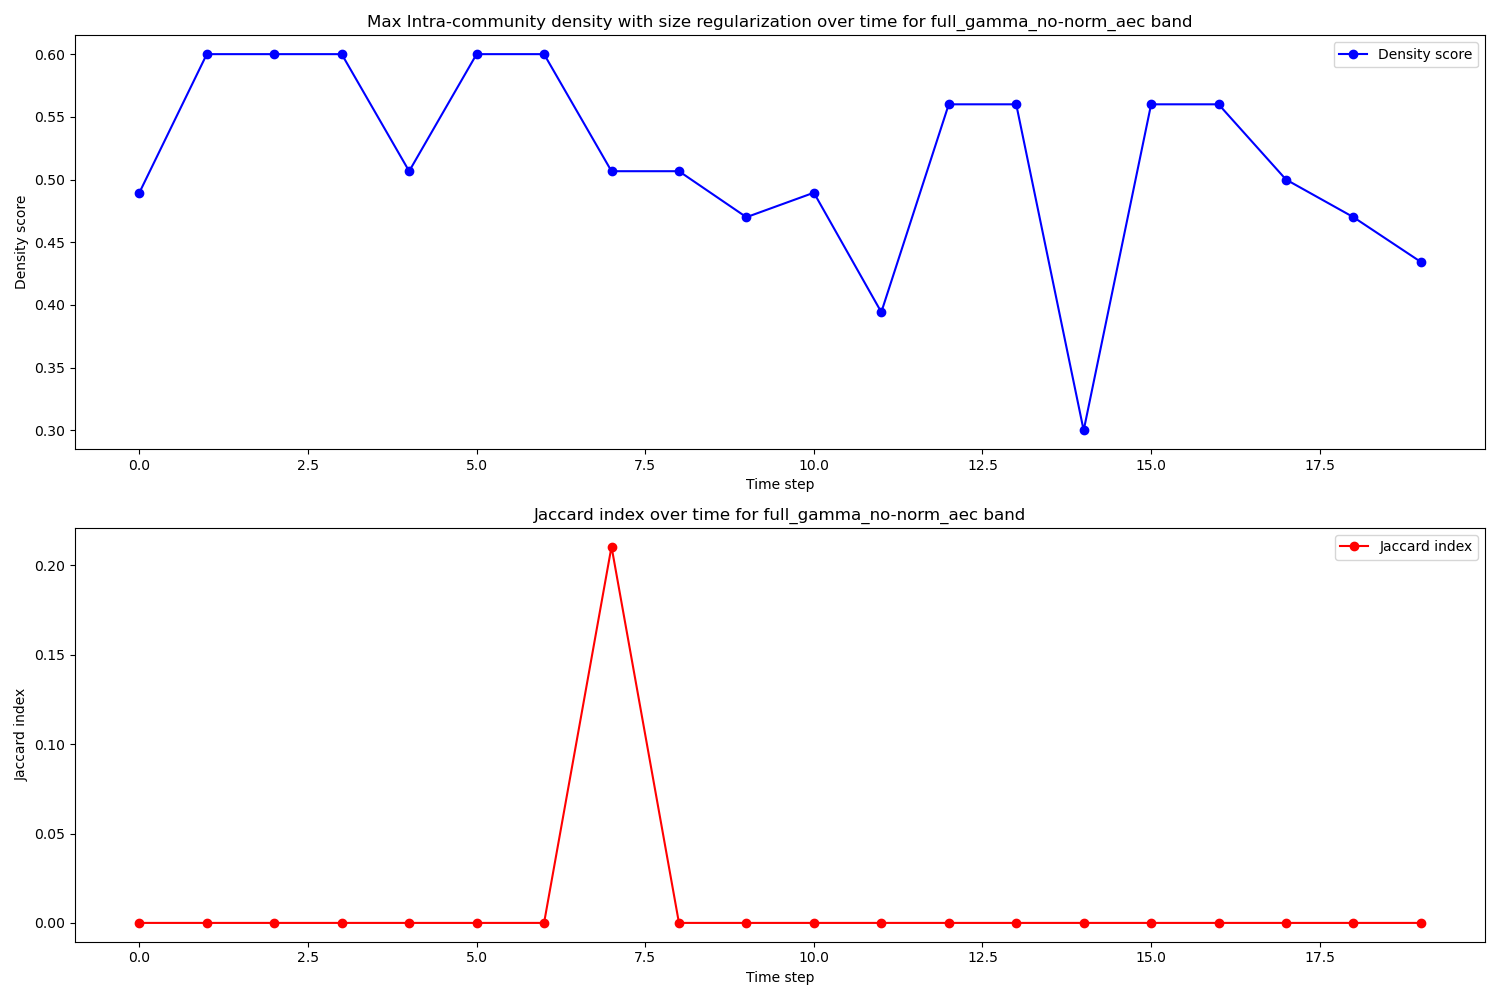 Max Intra-community density with size regularization over time for full_gamma_no-norm_aec band
Density score
0.60
0.55
0.50
0.45
0.40
0.35
0.30
Density score
0.0 2.5 5.0 7.5 10.0 12.5 15.0 17.5
Time step
Jaccard index over time for full_gamma_no-norm_aec band
Jaccard index
0.20
0.15
0.10
0.05
0.00
Jaccard index
0.0 2.5 5.0 7.5 10.0 12.5 15.0 17.5
Time step